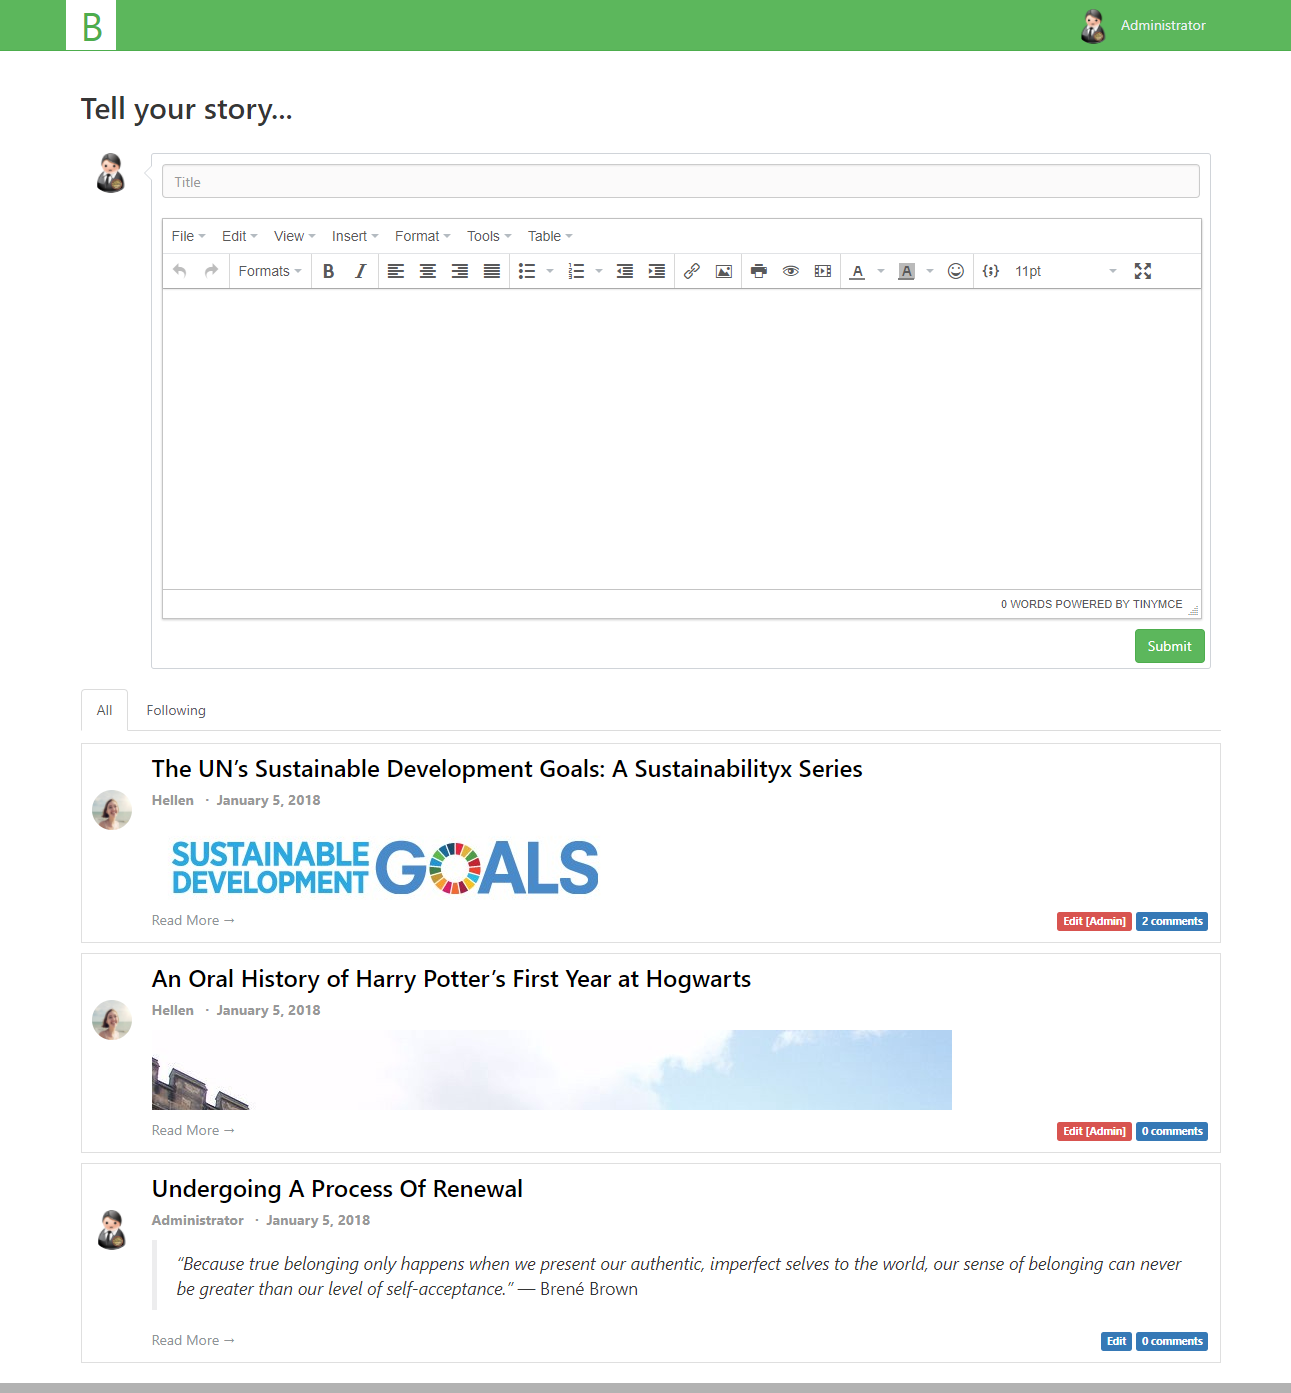 B
Administrator
Tell your story...
Title
File Edit View Insert Format Tools Table
Formats B I A A 11pt
0 WORDS POWERED BY TINYMCE
Submit
All Following
The UN’s Sustainable Development Goals: A Sustainabilityx Series
Hellen · January 5, 2018
SUSTAINABLE GOALS
DEVELOPMENT
Read More → Edit [Admin] 2 comments
An Oral History of Harry Potter’s First Year at Hogwarts
Hellen · January 5, 2018
Read More → Edit [Admin] 0 comments
Undergoing A Process Of Renewal
Administrator · January 5, 2018
“Because true belonging only happens when we present our authentic, imperfect selves to the world, our sense of belonging can never
be greater than our level of self-acceptance.” — Brené Brown
Read More → Edit 0 comments